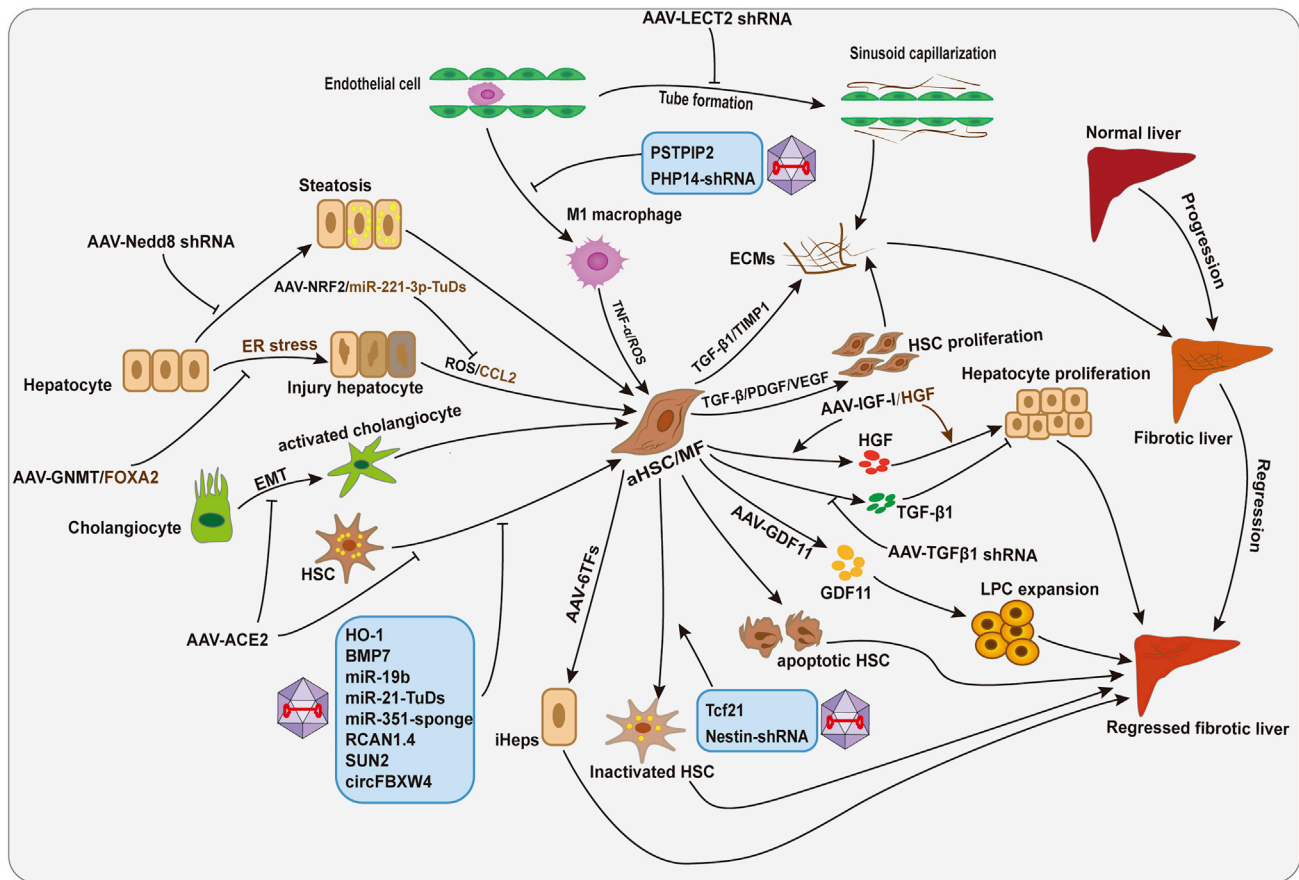 AAV-LECT2 shRNA
Endothelial cell
Sinusoid capillarization
Tube formation
Normal liver
PSTPIP2
PHP14-shRNA
Steatosis
M1 macrophage
Progression
AAV-Nedd8 shRNA
ECMs
AAV-NRF2/miR-221-3p-TuDs
TNF-α/ROS
TGF-β1/TIMP1
ER stress
HSC proliferation
ROS/CCL2
Hepatocyte
Injury hepatocyte
TGF-β/PDGF/VEGF
Hepatocyte proliferation
AAV-IGF-I/HGF
Fibrotic liver
activated cholangiocyte
HGF
aHSC/MF
AAV-GNMT/FOXA2
EMT
Regression
TGF-β1
Cholangiocyte
AAV-GDF11
AAV-TGFβ1 shRNA
HSC
GDF11
LPC expansion
AAV-6TFs
AAV-ACE2
HO-1
BMP7
miR-19b
miR-21-TuDs
miR-351-sponge
RCAN1.4
SUN2
circFBXW4
apoptotic HSC
Tcf21
Nestin-shRNA
Regressed fibrotic liver
iHeps
Inactivated HSC